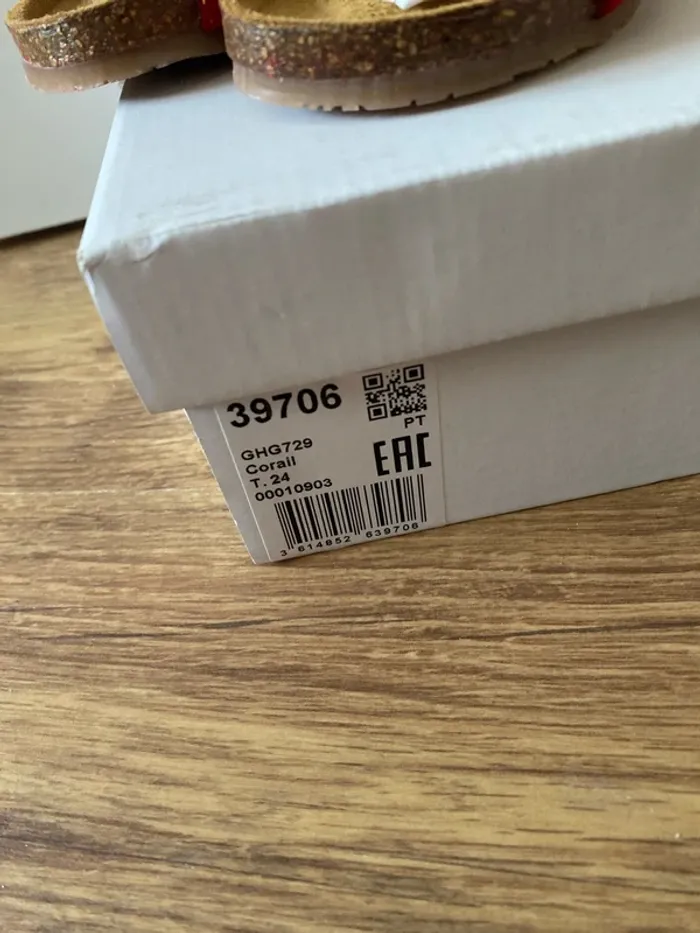 39706
PT
GHG729
Corail
T. 24
00010903
EAC
3 614852 639706